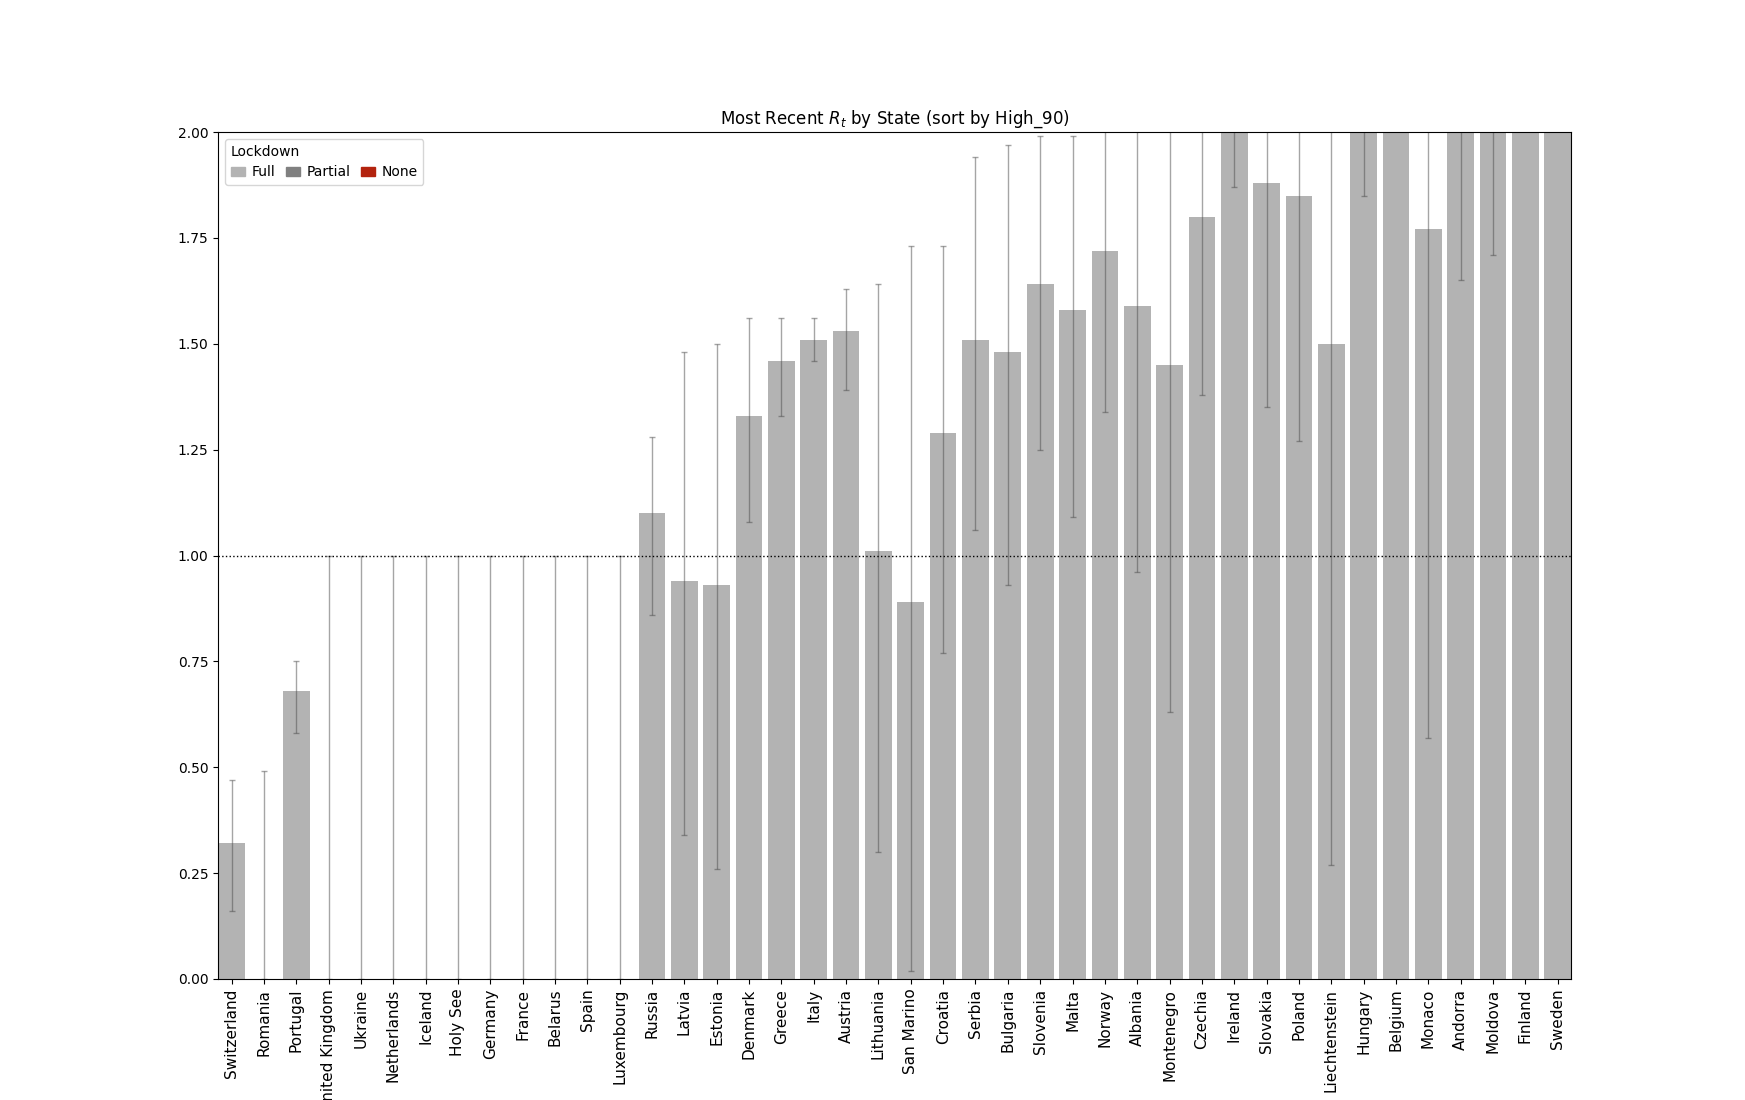 Most Recent R_t by State (sort by High_90)
Lockdown
Full Partial None
2.00
1.75
1.50
1.25
1.00
0.75
0.50
0.25
0.00
Switzerland
Romania
Portugal
nited Kingdom
Ukraine
Netherlands
Iceland
Holy See
Germany
France
Belarus
Spain
Luxembourg
Russia
Latvia
Estonia
Denmark
Greece
Italy
Austria
Lithuania
San Marino
Croatia
Serbia
Bulgaria
Slovenia
Malta
Norway
Albania
Montenegro
Czechia
Ireland
Slovakia
Poland
Liechtenstein
Hungary
Belgium
Monaco
Andorra
Moldova
Finland
Sweden